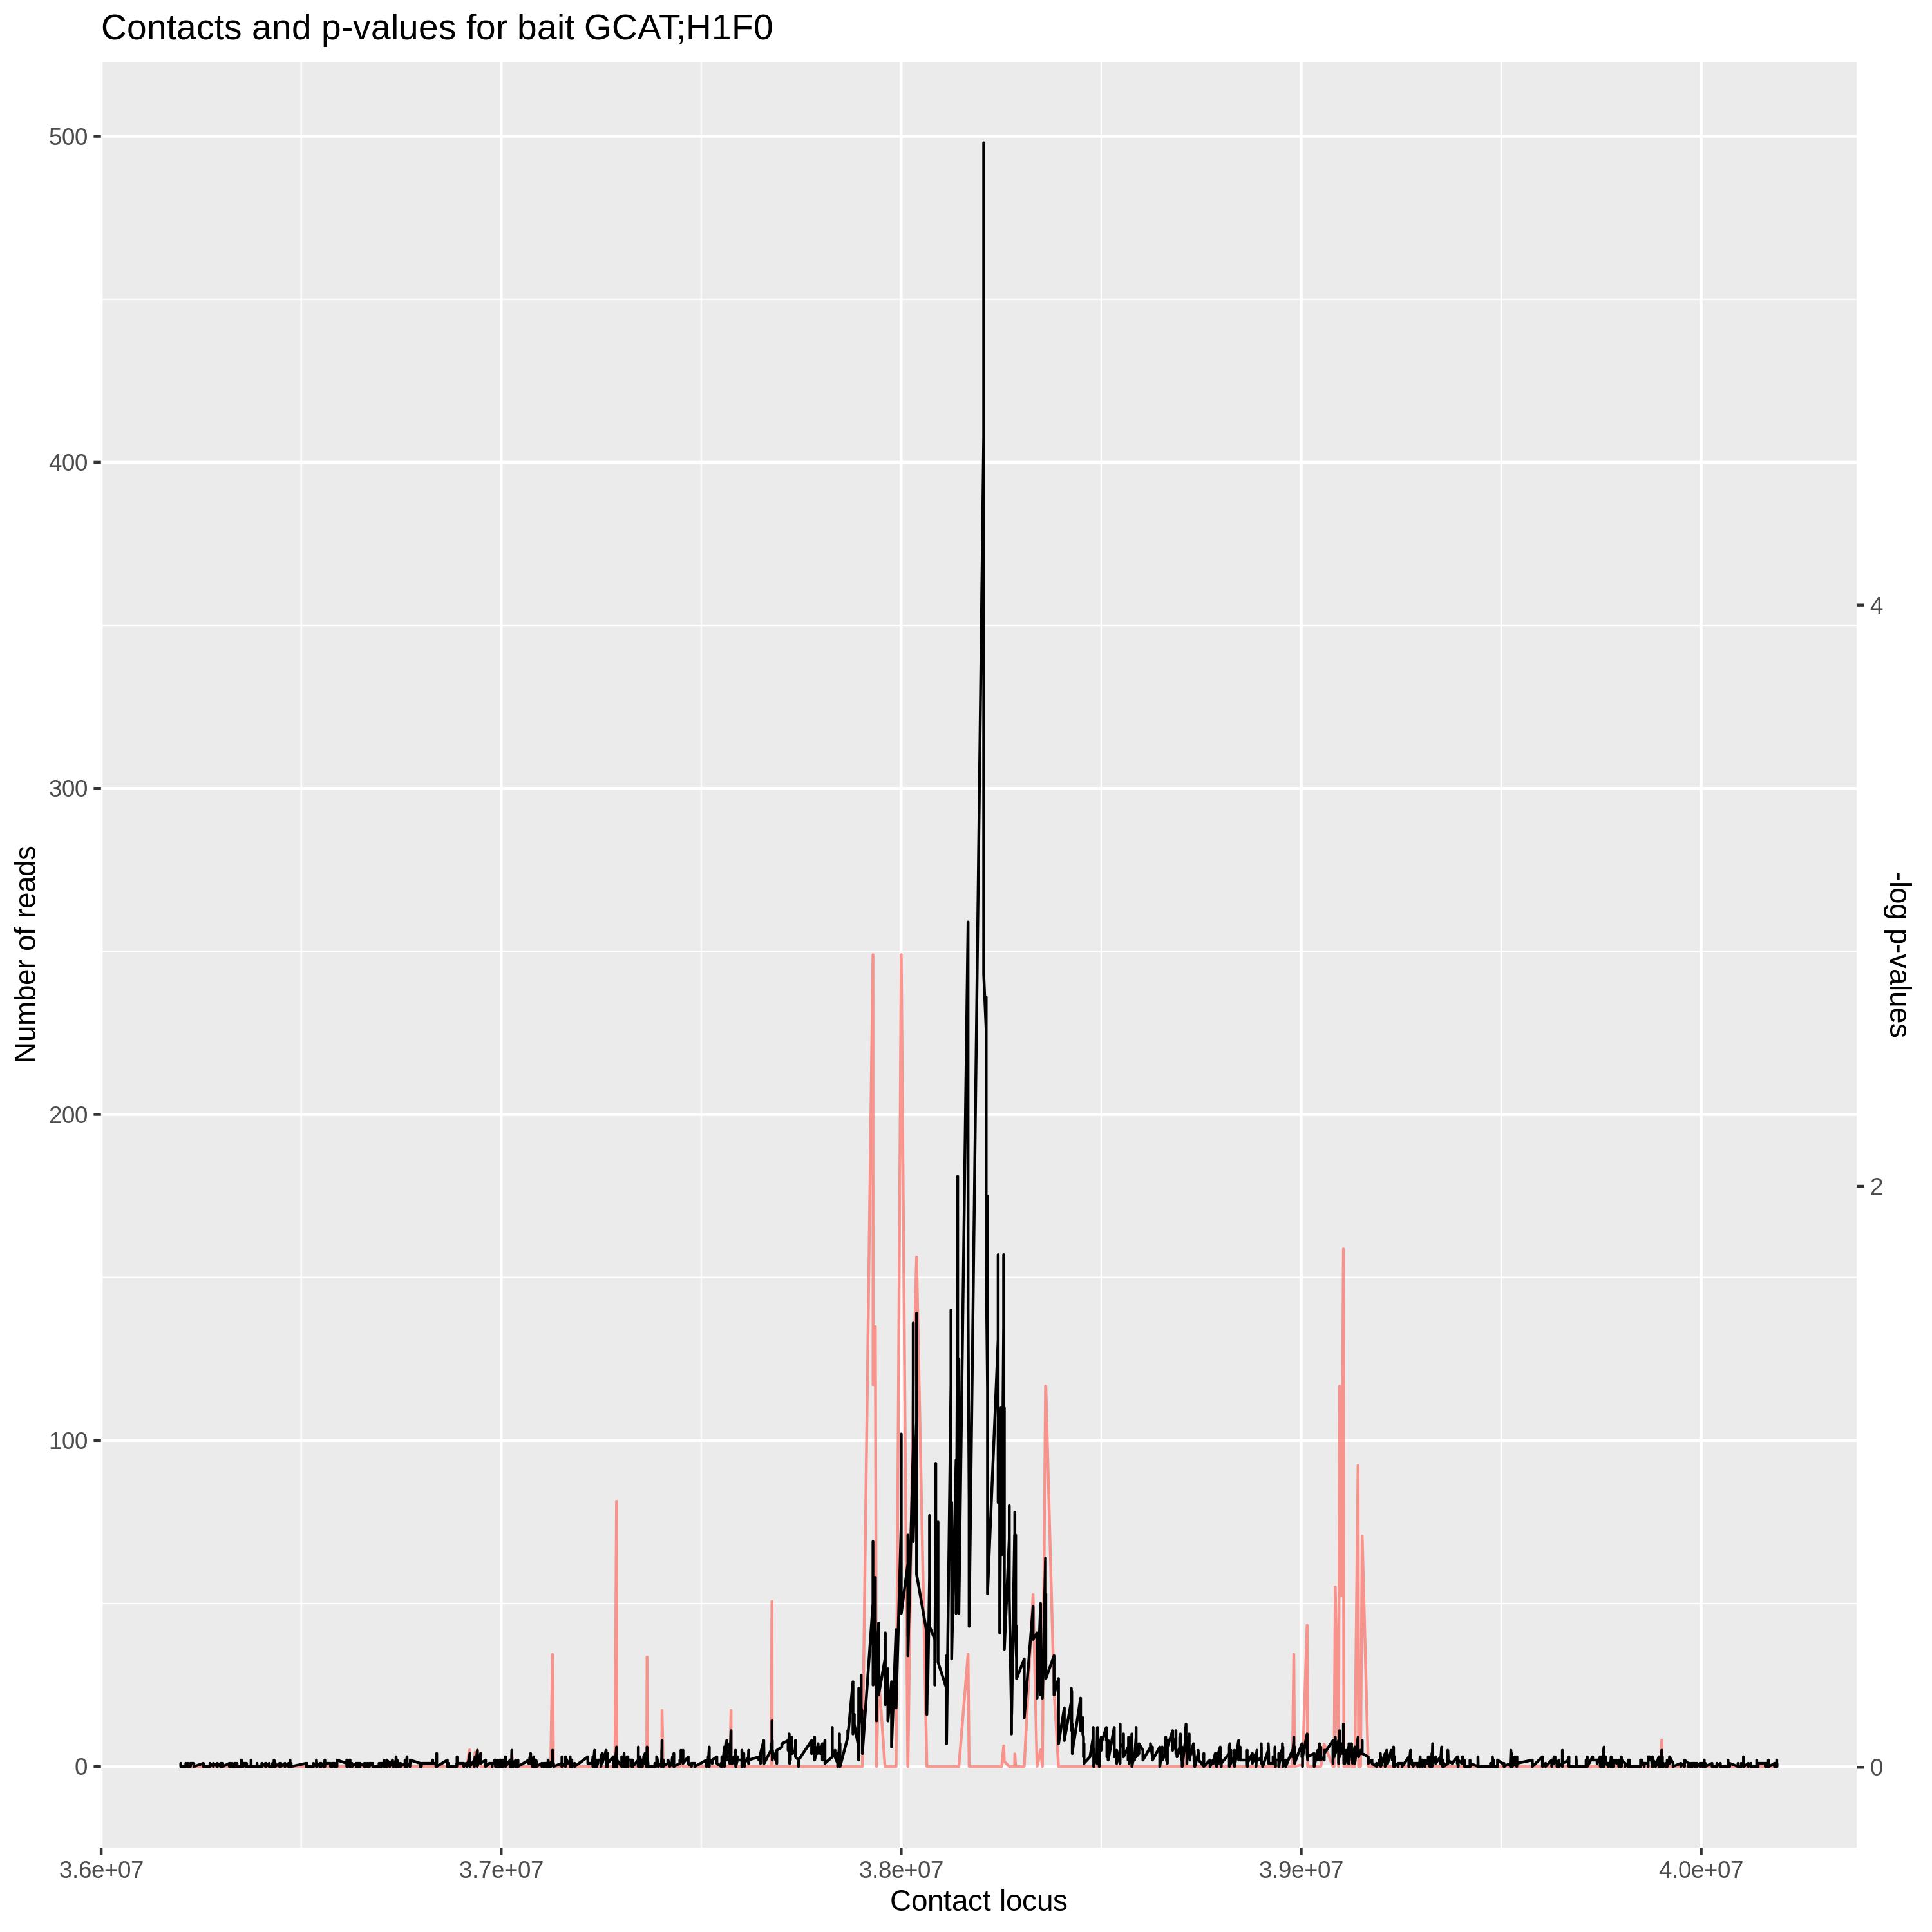 Contacts and p-values for bait GCAT;H1F0
500
400
300
200
100
0
Number of reads
4
2
0
-log p-values
3.6e+07
3.7e+07
3.8e+07
3.9e+07
4.0e+07
Contact locus